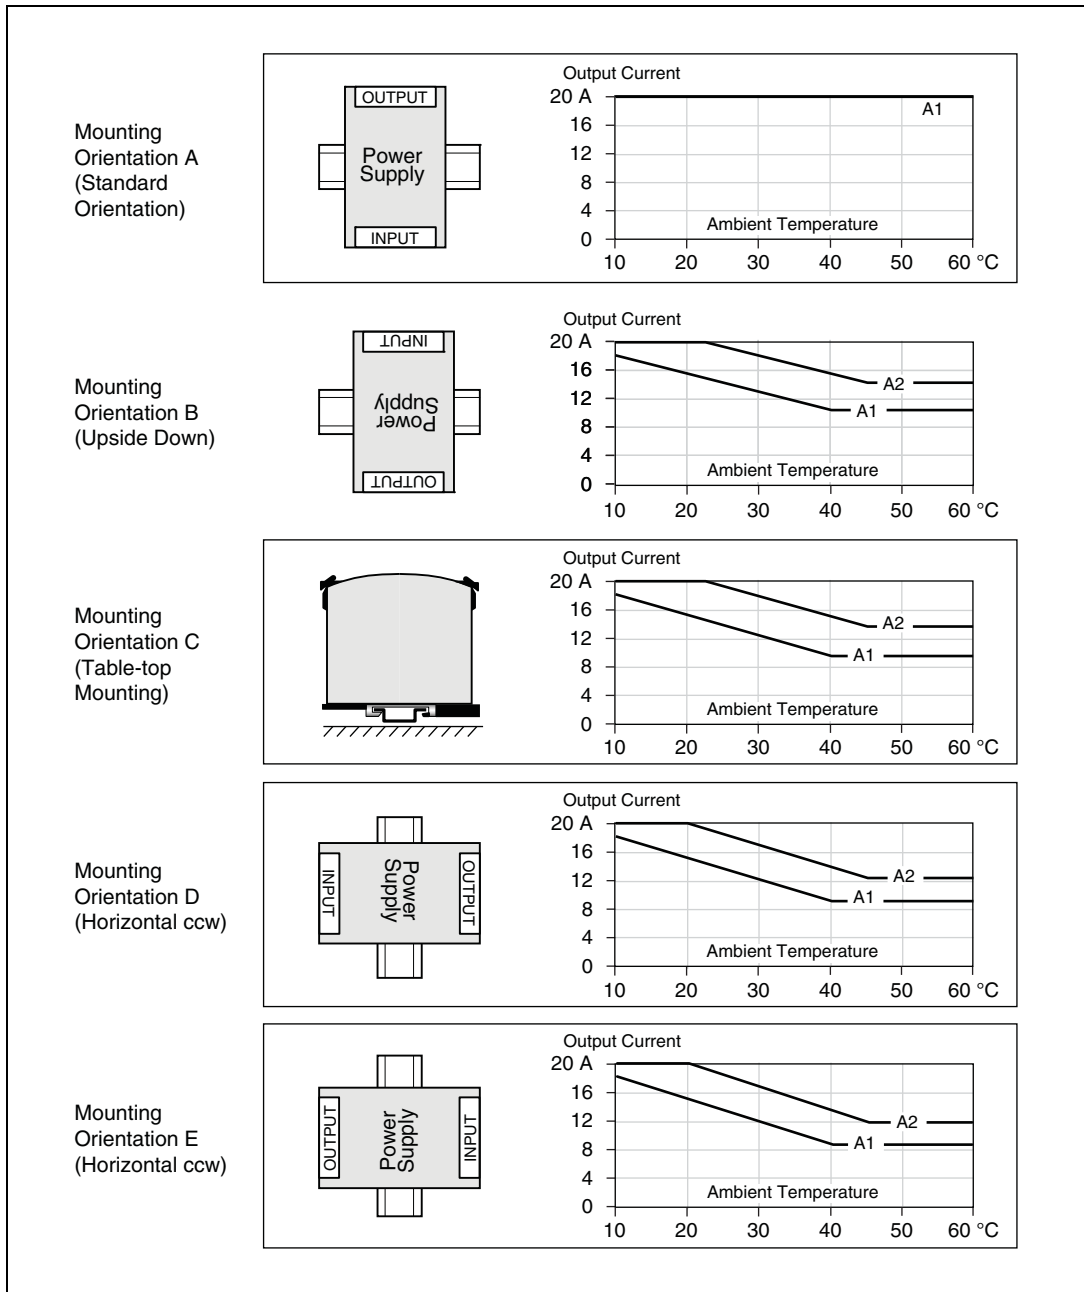 Mounting
Orientation A
(Standard
Orientation)
OUTPUT
Power
Supply
INPUT
Output Current
20 A
16
12
8
4
0
A1
Ambient Temperature
10 20 30 40 50 60 °C
Mounting
Orientation B
(Upside Down)
INPUT
Power
Supply
OUTPUT
Output Current
20 A
16
12
8
4
0
A2
A1
Ambient Temperature
10 20 30 40 50 60 °C
Mounting
Orientation C
(Table-top
Mounting)
Output Current
20 A
16
12
8
4
0
A2
A1
Ambient Temperature
10 20 30 40 50 60 °C
Mounting
Orientation D
(Horizontal ccw)
INPUT
Power
Supply
OUTPUT
Output Current
20 A
16
12
8
4
0
A2
A1
Ambient Temperature
10 20 30 40 50 60 °C
Mounting
Orientation E
(Horizontal ccw)
OUTPUT
Power
Supply
INPUT
Output Current
20 A
16
12
8
4
0
A2
A1
Ambient Temperature
10 20 30 40 50 60 °C